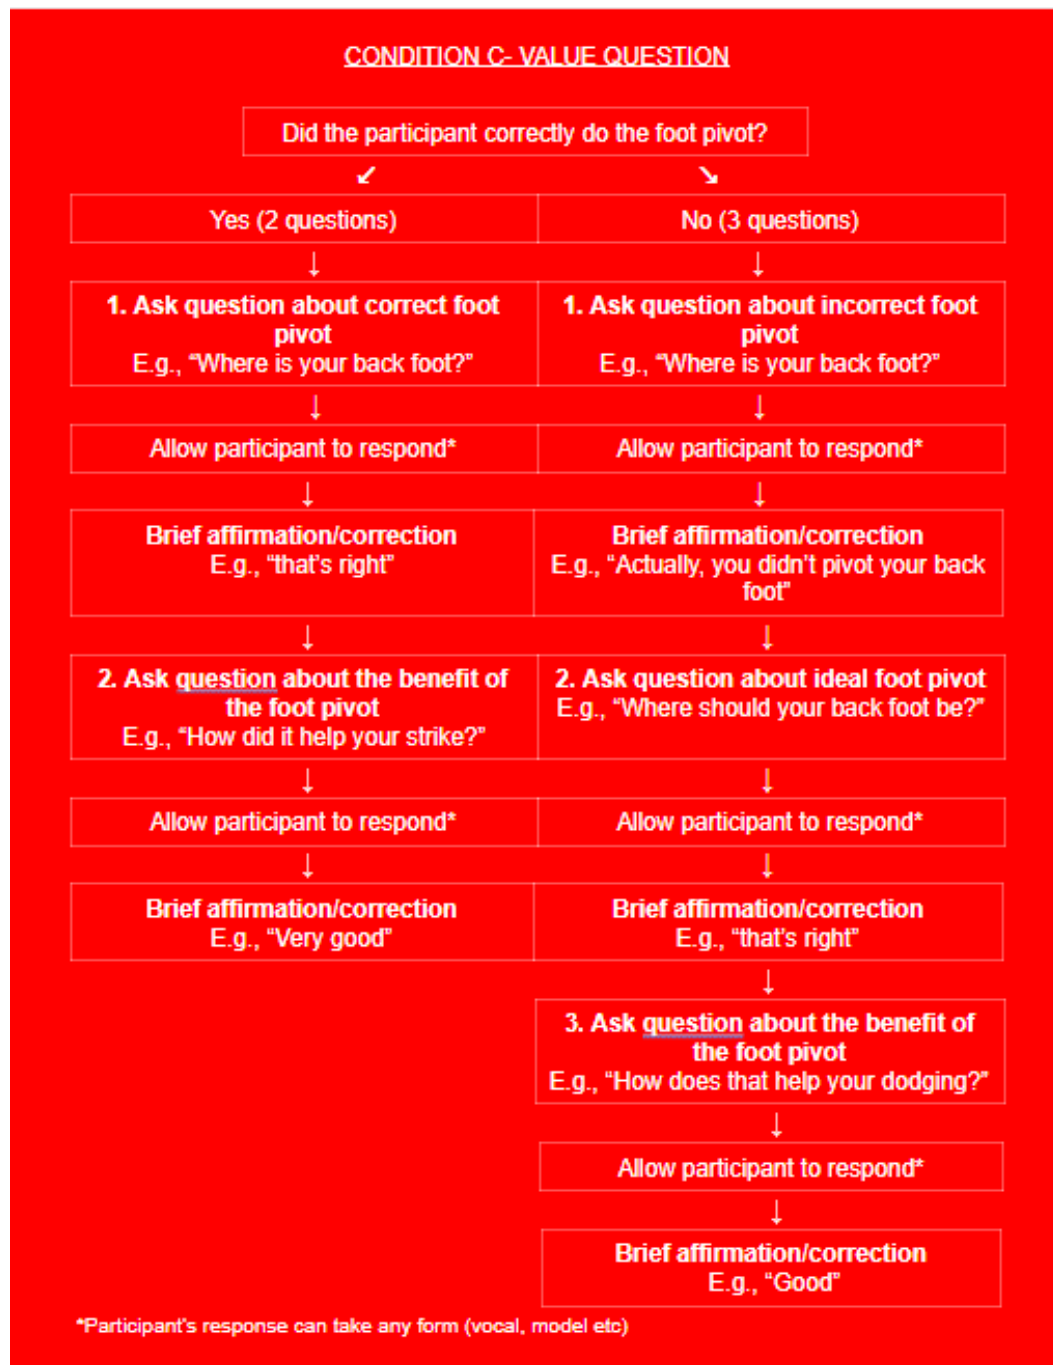 CONDITION C- VALUE QUESTION
Did the participant correctly do the foot pivot?
↙ ↘
Yes (2 questions)
No (3 questions)
↓ ↓
1. Ask question about correct foot
pivot
E.g., “Where is your back foot?”
1. Ask question about incorrect foot
pivot
E.g., “Where is your back foot?”
↓ ↓
Allow participant to respond*
Allow participant to respond*
↓ ↓
Brief affirmation/correction
E.g., “that’s right”
Brief affirmation/correction
E.g., “Actually, you didn’t pivot your back
foot”
↓ ↓
2. Ask question about the benefit of
the foot pivot
E.g., “How did it help your strike?”
2. Ask question about ideal foot pivot
E.g., “Where should your back foot be?”
↓ ↓
Allow participant to respond*
Allow participant to respond*
↓ ↓
Brief affirmation/correction
E.g., “Very good”
Brief affirmation/correction
E.g., “that’s right”
↓
3. Ask question about the benefit of
the foot pivot
E.g., “How does that help your dodging?”
↓
Allow participant to respond*
↓
Brief affirmation/correction
E.g., “Good”
*Participant's response can take any form (vocal, model etc)